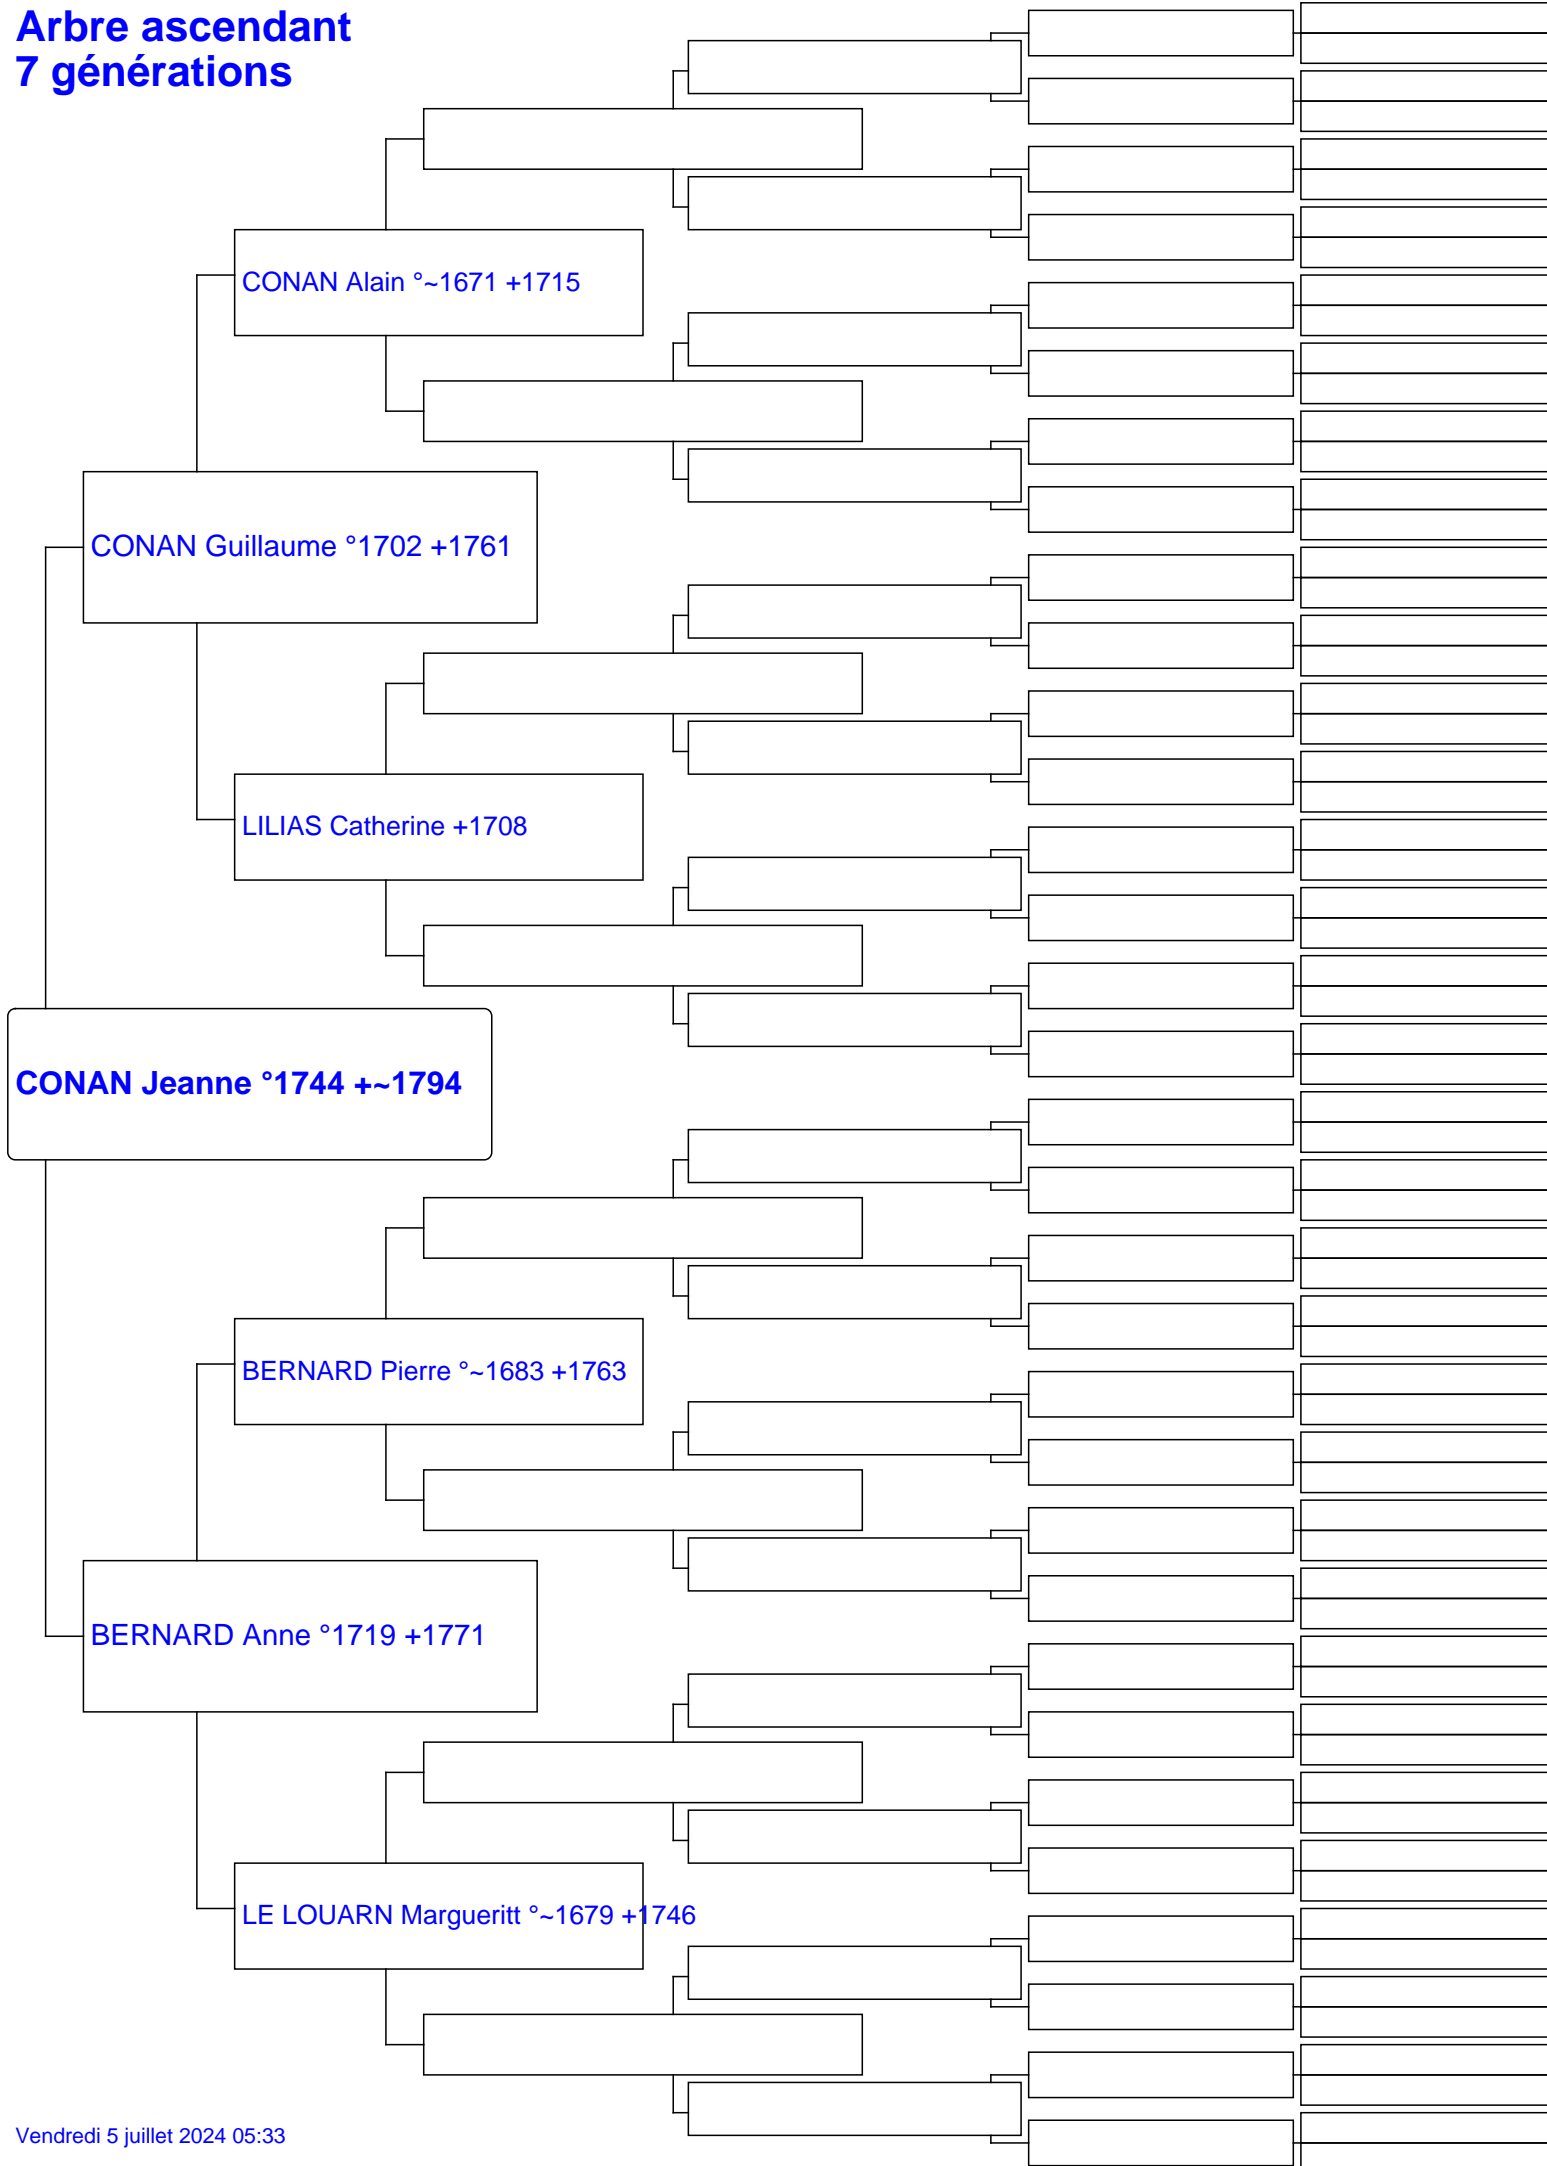 Arbre ascendant
7 générations
CONAN Alain °~1671 +1715
CONAN Guillaume °1702 +1761
LILIAS Catherine +1708
CONAN Jeanne °1744 +~1794
BERNARD Pierre °~1683 +1763
BERNARD Anne °1719 +1771
LE LOUARN Margueritt °~1679 +1746
Vendredi 5 juillet 2024 05:33